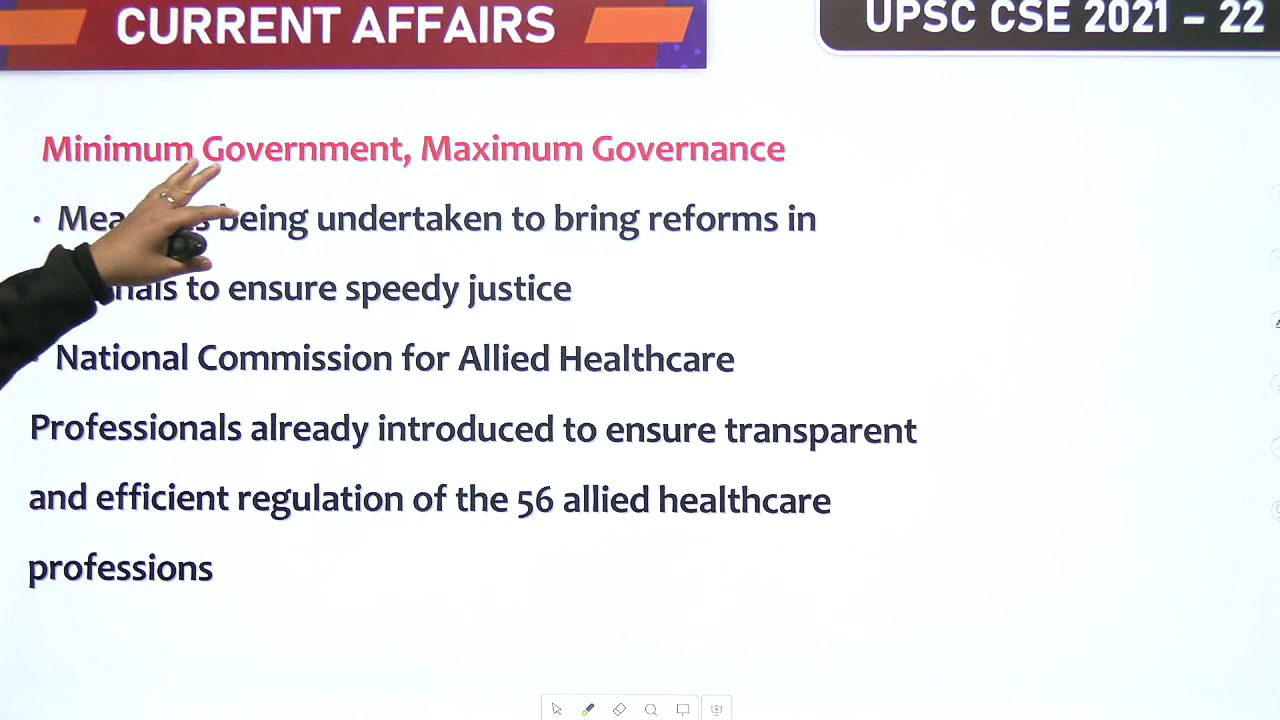 CURRENT AFFAIRS
UPSC CSE 2021 – 22
Minimum Government, Maximum Governance
• being undertaken to bring reforms in
to ensure speedy justice
National Commission for Allied Healthcare
Professionals already introduced to ensure transparent
and efficient regulation of the 56 allied healthcare
professions